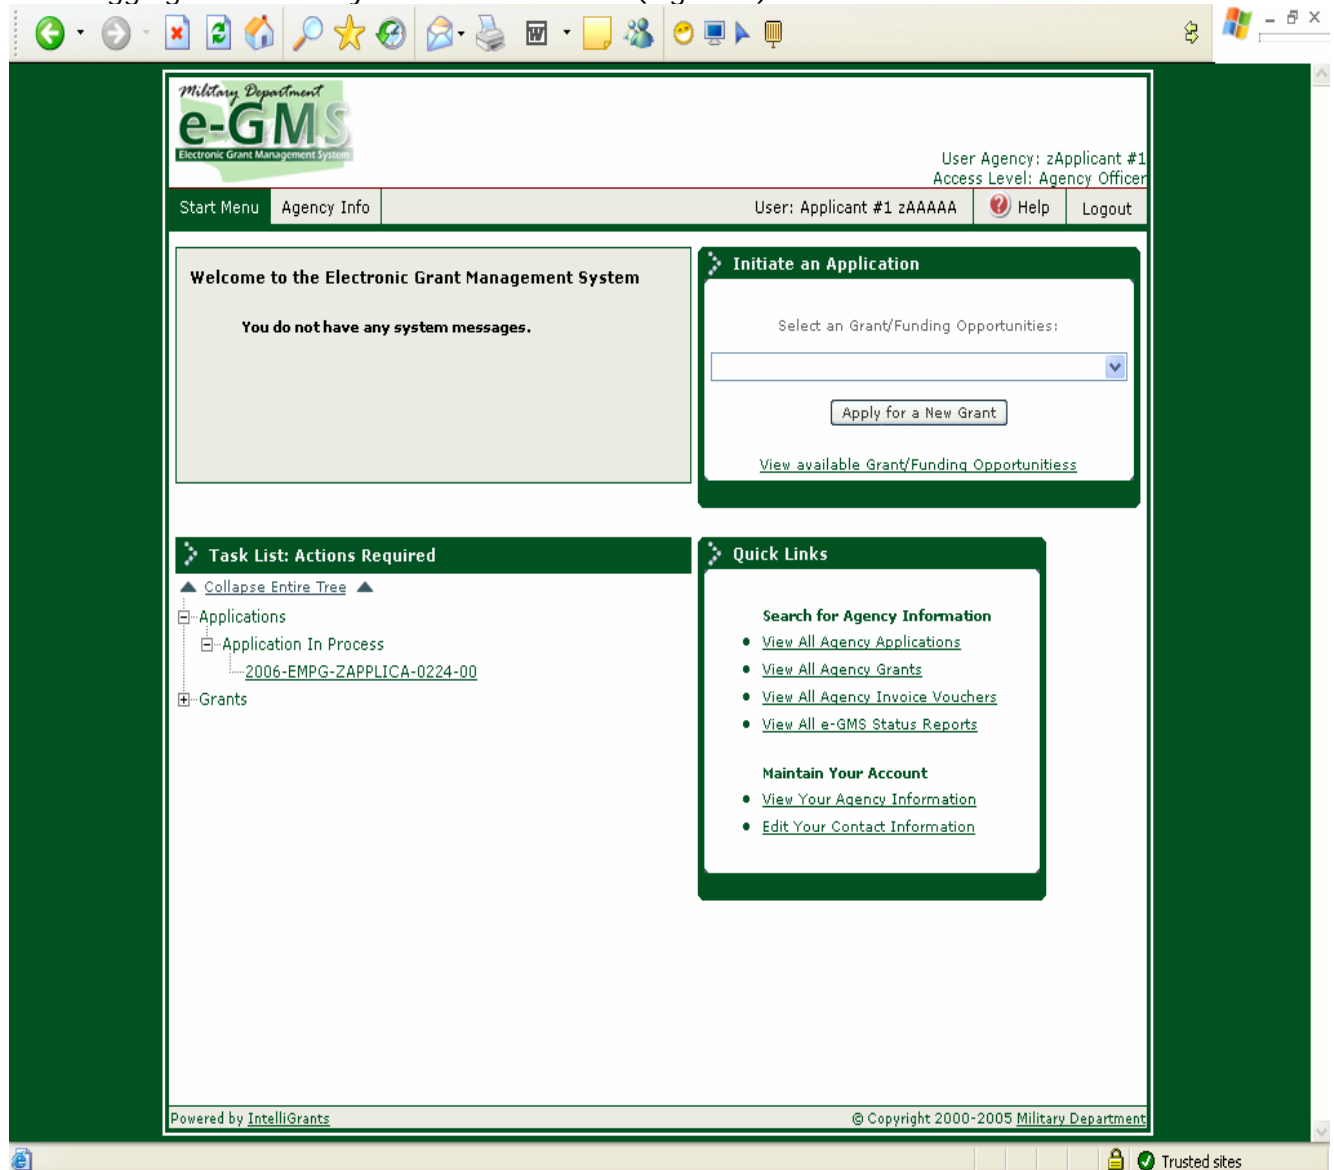 Military Department
e-GMS
Electronic Grant Management System
User Agency: zApplicant #1
Access Level: Agency Officer
Start Menu Agency Info User: Applicant #1 zAAAAA Help Logout
Welcome to the Electronic Grant Management System
You do not have any system messages.
Initiate an Application
Select an Grant/Funding Opportunities:
Apply for a New Grant
View available Grant/Funding Opportunitiess
Task List: Actions Required
Collapse Entire Tree
Applications
Application In Process
2006-EMPG-ZAPPLICA-0224-00
Grants
Quick Links
Search for Agency Information
View All Agency Applications
View All Agency Grants
View All Agency Invoice Vouchers
View All e-GMS Status Reports
Maintain Your Account
View Your Agency Information
Edit Your Contact Information
Powered by IntelliGrants © Copyright 2000-2005 Military Department
Trusted sites